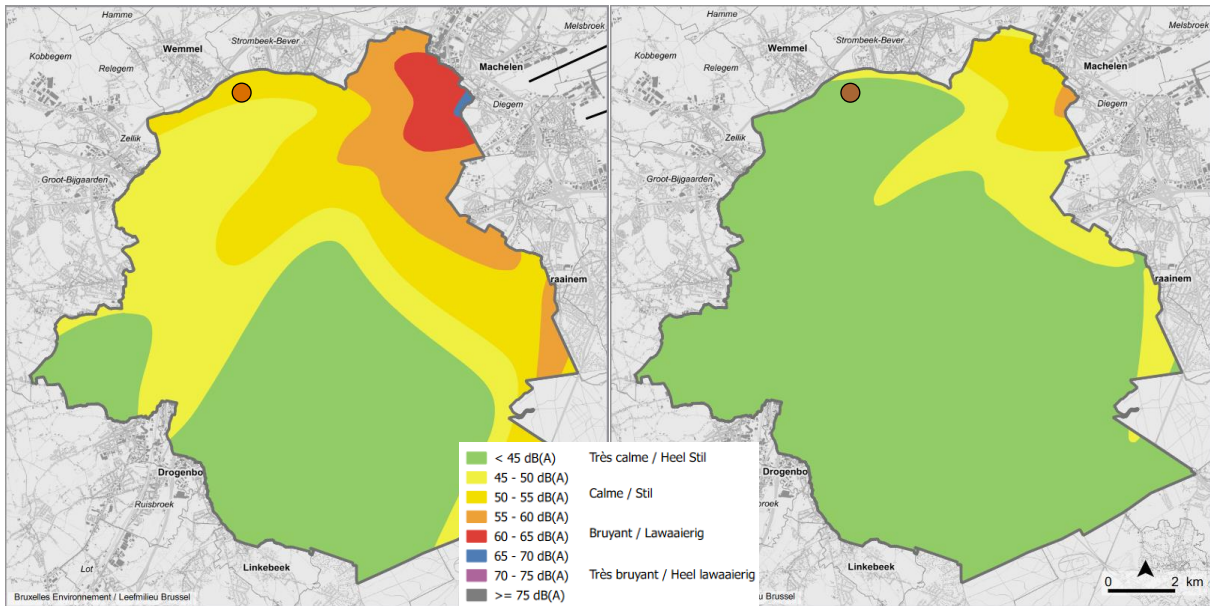 Hamme
Melsbroek
Strombeek-Bever
Wemmel
Kobbegem
Machelen
Relegem
Diegem
Zellik
Groot-Bijgaarden
raainem
Drogenbo
Ruisbroek
Lot
Linkebeek
Bruxelles Environnement / Leefmilieu Brussel
< 45 dB(A) Très calme / Heel Stil
45 - 50 dB(A)
50 - 55 dB(A) Calme / Stil
55 - 60 dB(A)
60 - 65 dB(A) Bruyant / Lawaaierig
65 - 70 dB(A)
70 - 75 dB(A) Très bruyant / Heel lawaaierig
>= 75 dB(A)
Hamme
Melsbroek
Strombeek-Bever
Wemmel
Kobbegem
Machelen
Relegem
Diegem
Zellik
Groot-Bijgaarden
raainem
Drogenbo
Ruisbroek
Linkebeek
eu Brussel
0 2 km